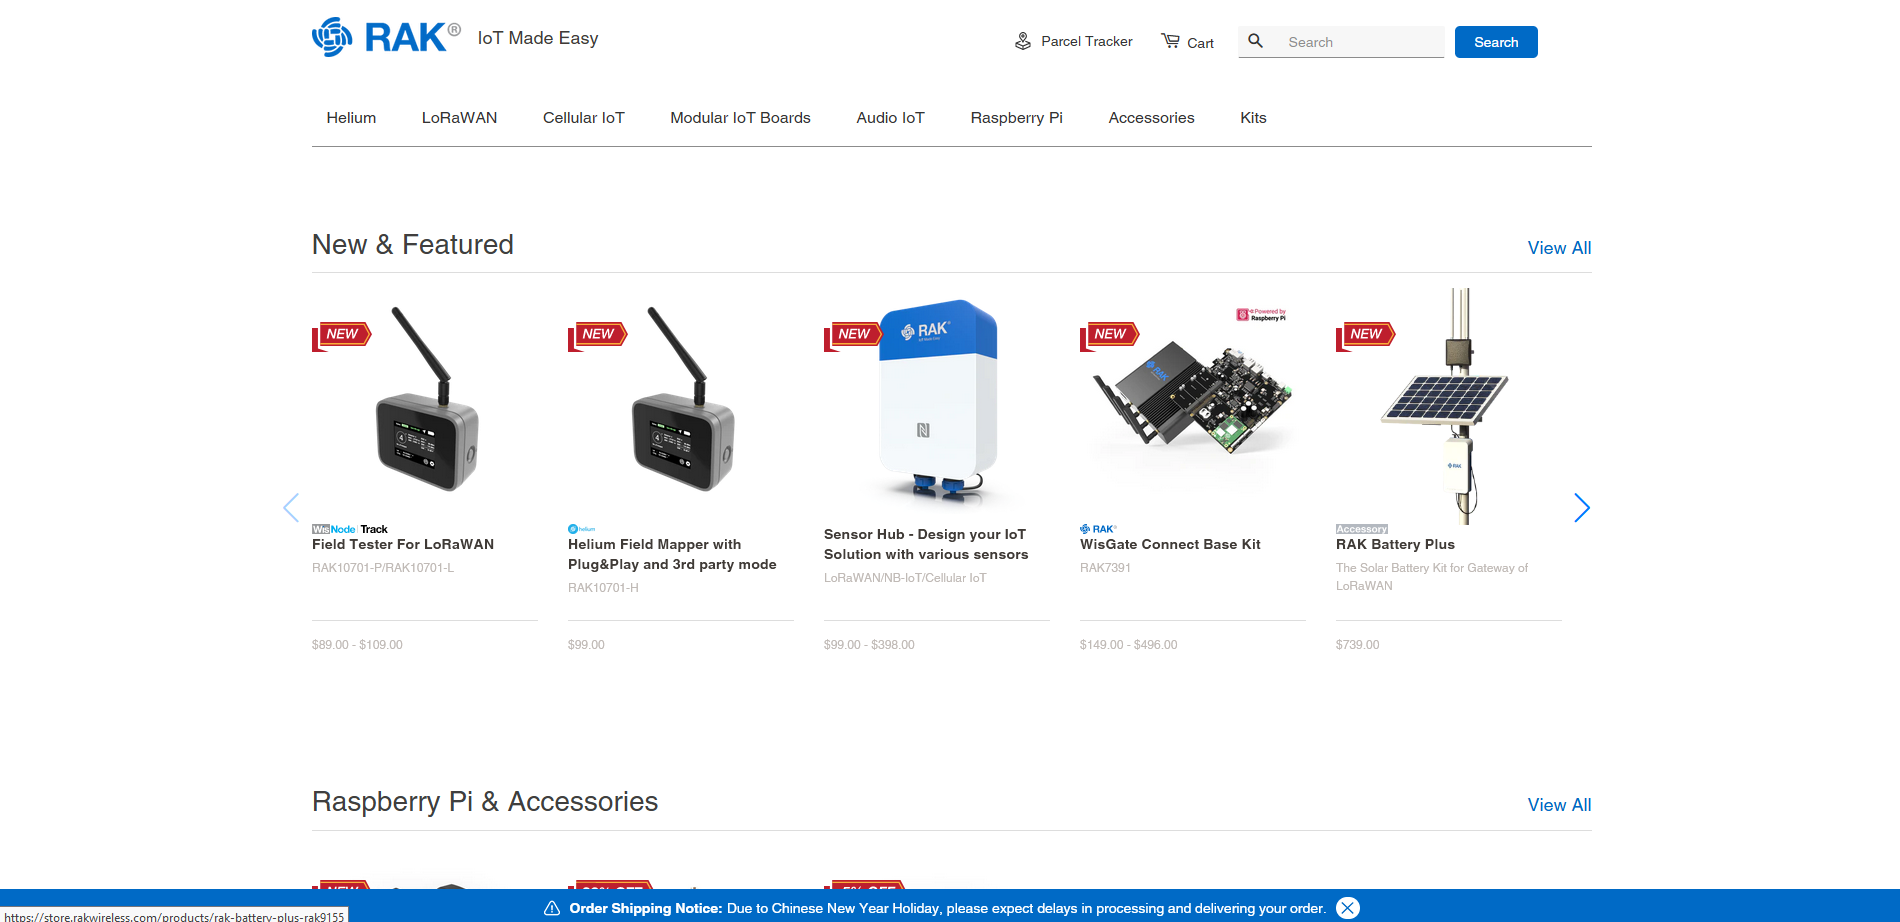 RAK® IoT Made Easy
Parcel Tracker
Cart
Search
Search
Helium
LoRaWAN
Cellular IoT
Modular IoT Boards
Audio IoT
Raspberry Pi
Accessories
Kits
New & Featured
View All
NEW
NEW
NEW
RAK®
NEW
Powered by
Raspberry Pi
RAK
NEW
RAK
WisNode Track
Field Tester For LoRaWAN
RAK10701-P/RAK10701-L
$89.00 - $109.00
helium
Helium Field Mapper with
Plug&Play and 3rd party mode
RAK10701-H
$99.00
Sensor Hub - Design your IoT
Solution with various sensors
LoRaWAN/NB-IoT/Cellular IoT
$99.00 - $398.00
RAK®
WisGate Connect Base Kit
RAK7391
$149.00 - $496.00
Accessory
RAK Battery Plus
The Solar Battery Kit for Gateway of
LoRaWAN
$739.00
Raspberry Pi & Accessories
View All
NEW
Order Shipping Notice: Due to Chinese New Year Holiday, please expect delays in processing and delivering your order.
https://store.rakwireless.com/products/rak-battery-plus-rak9155